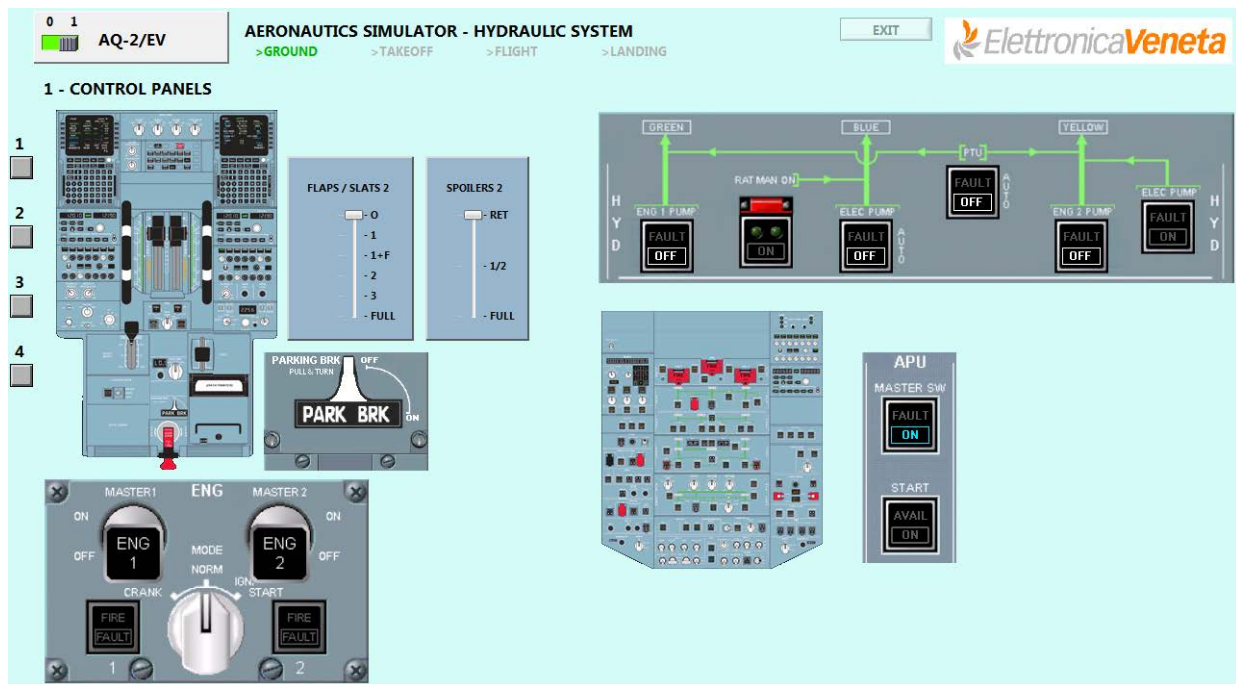 0 1
AQ-2/EV
AERONAUTICS SIMULATOR - HYDRAULIC SYSTEM
>GROUND >TAKEOFF >FLIGHT >LANDING
EXIT
ElettronicaVeneta
1 - CONTROL PANELS
1
2
3
4
FLAPS / SLATS 2
- 0
- 1
- 1+F
- 2
- 3
- FULL
SPOILERS 2
- RET
- 1/2
- FULL
PARKING BRK OFF
PULL & TURN
PARK BRK
ON
MASTER1 ENG MASTER 2
ON ON
OFF OFF
ENG 1
ENG 2
MODE
NORM
CRANK
START
FIRE
FAULT
FIRE
FAULT
1 2
GREEN BLUE YELLOW
PTU
RAT MAN ON
HYD
HYD
ENG 1 PUMP
FAULT
OFF
ON
ELEC PUMP
FAULT
OFF
AUTO
FAULT
OFF
AUTO
ENG 2 PUMP
FAULT
OFF
ELEC PUMP
FAULT
ON
APU
MASTER SW
FAULT
ON
START
AVAIL
ON